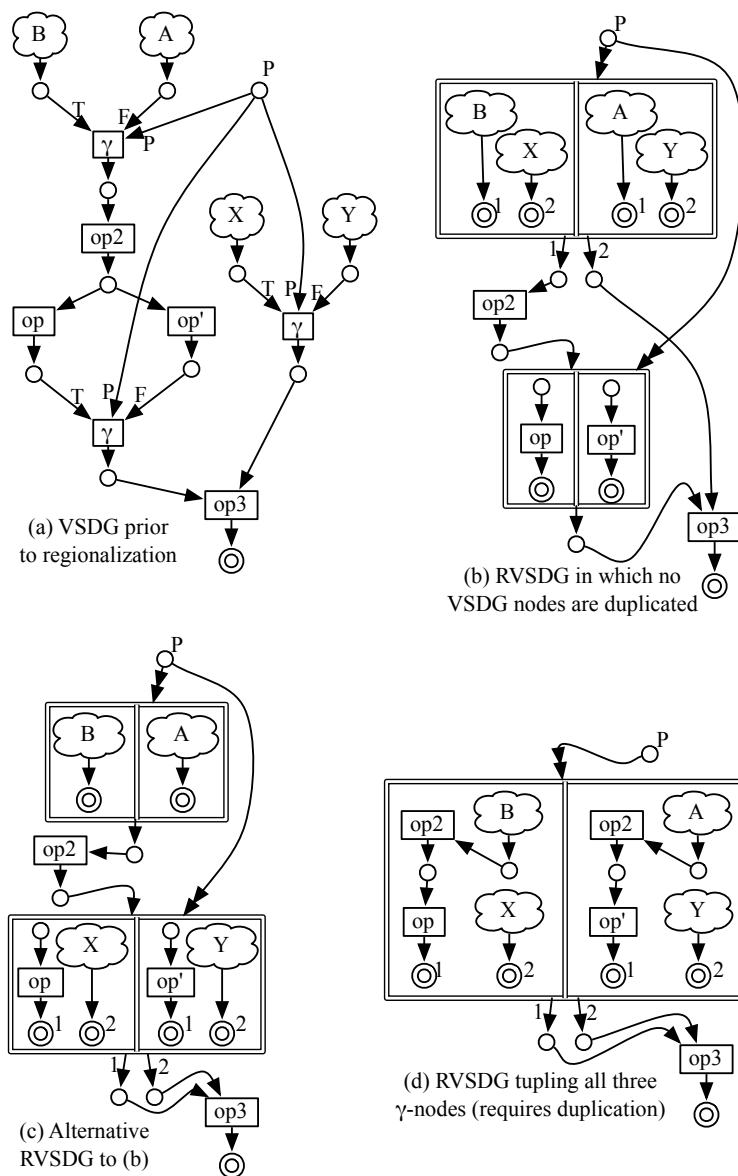 B
A
P
T
F
P
γ
op2
X
Y
T
P
F
op
op'
γ
T
P
F
γ
op3
(a) VSDG prior
to regionalization
P
B
A
X
Y
1
2
1
2
1
2
op2
op
op'
op3
(b) RVSDG in which no
VSDG nodes are duplicated
P
B
A
op2
X
Y
op
op'
1
2
1
2
1
2
op3
(c) Alternative
RVSDG to (b)
P
op2
B
op2
A
X
Y
op
op'
1
2
1
2
1
2
op3
(d) RVSDG tupling all three
γ-nodes (requires duplication)